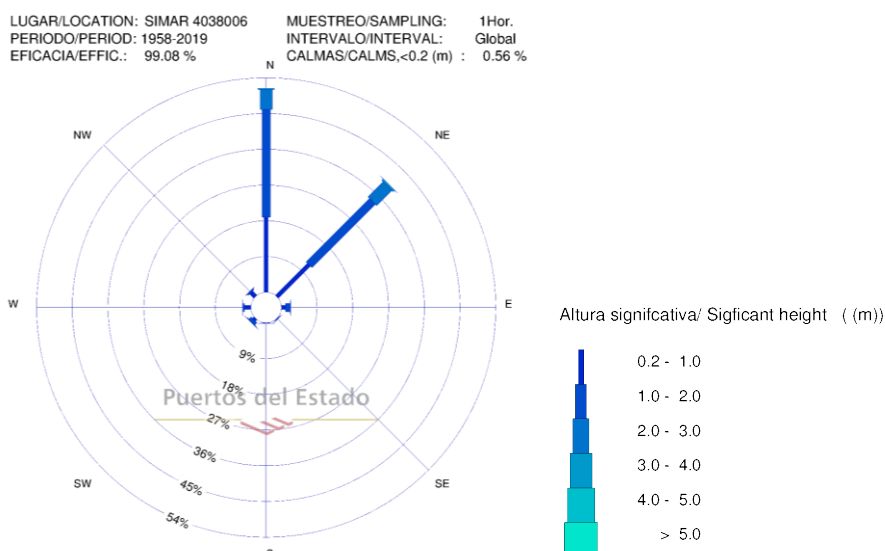 LUGAR/LOCATION: SIMAR 4038006 MUESTREO/SAMPLING: 1Hor.
PERIODO/PERIOD: 1958-2019 INTERVALO/INTERVAL: Global
EFICACIA/EFFIC.: 99.08 % CALMAS/CALMS,<0.2 (m) : 0.56 %
N
NW
NE
W
E
Altura signifcativa/ Sigficant height ( (m))
9%
0.2 - 1.0
18%
1.0 - 2.0
Puertos del Estado
27%
2.0 - 3.0
36%
3.0 - 4.0
SW
SE
45%
4.0 - 5.0
54%
> 5.0